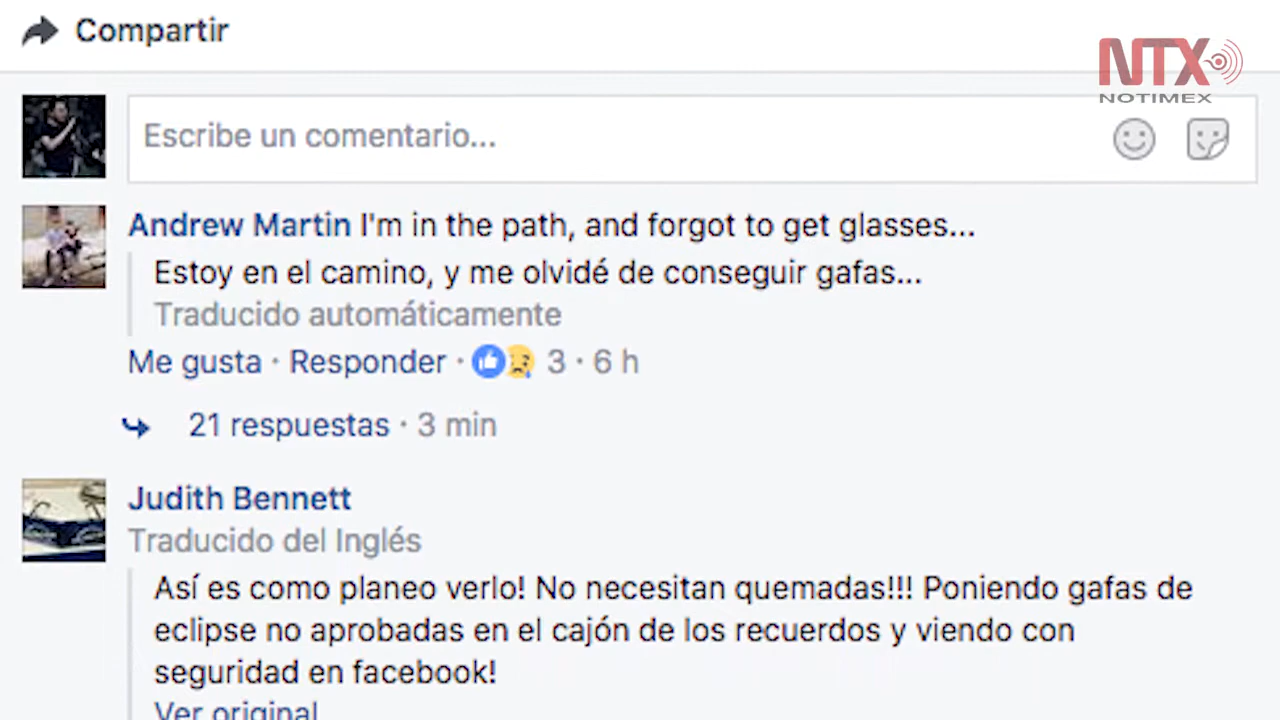 Compartir
NTX
NOTIMEX
Escribe un comentario...
Andrew Martin I'm in the path, and forgot to get glasses...
Estoy en el camino, y me olvidé de conseguir gafas...
Traducido automáticamente
Me gusta · Responder · 3 · 6 h
21 respuestas · 3 min
Judith Bennett
Traducido del Inglés
Así es como planeo verlo! No necesitan quemadas!!! Poniendo gafas de
eclipse no aprobadas en el cajón de los recuerdos y viendo con
seguridad en facebook!
Ver original